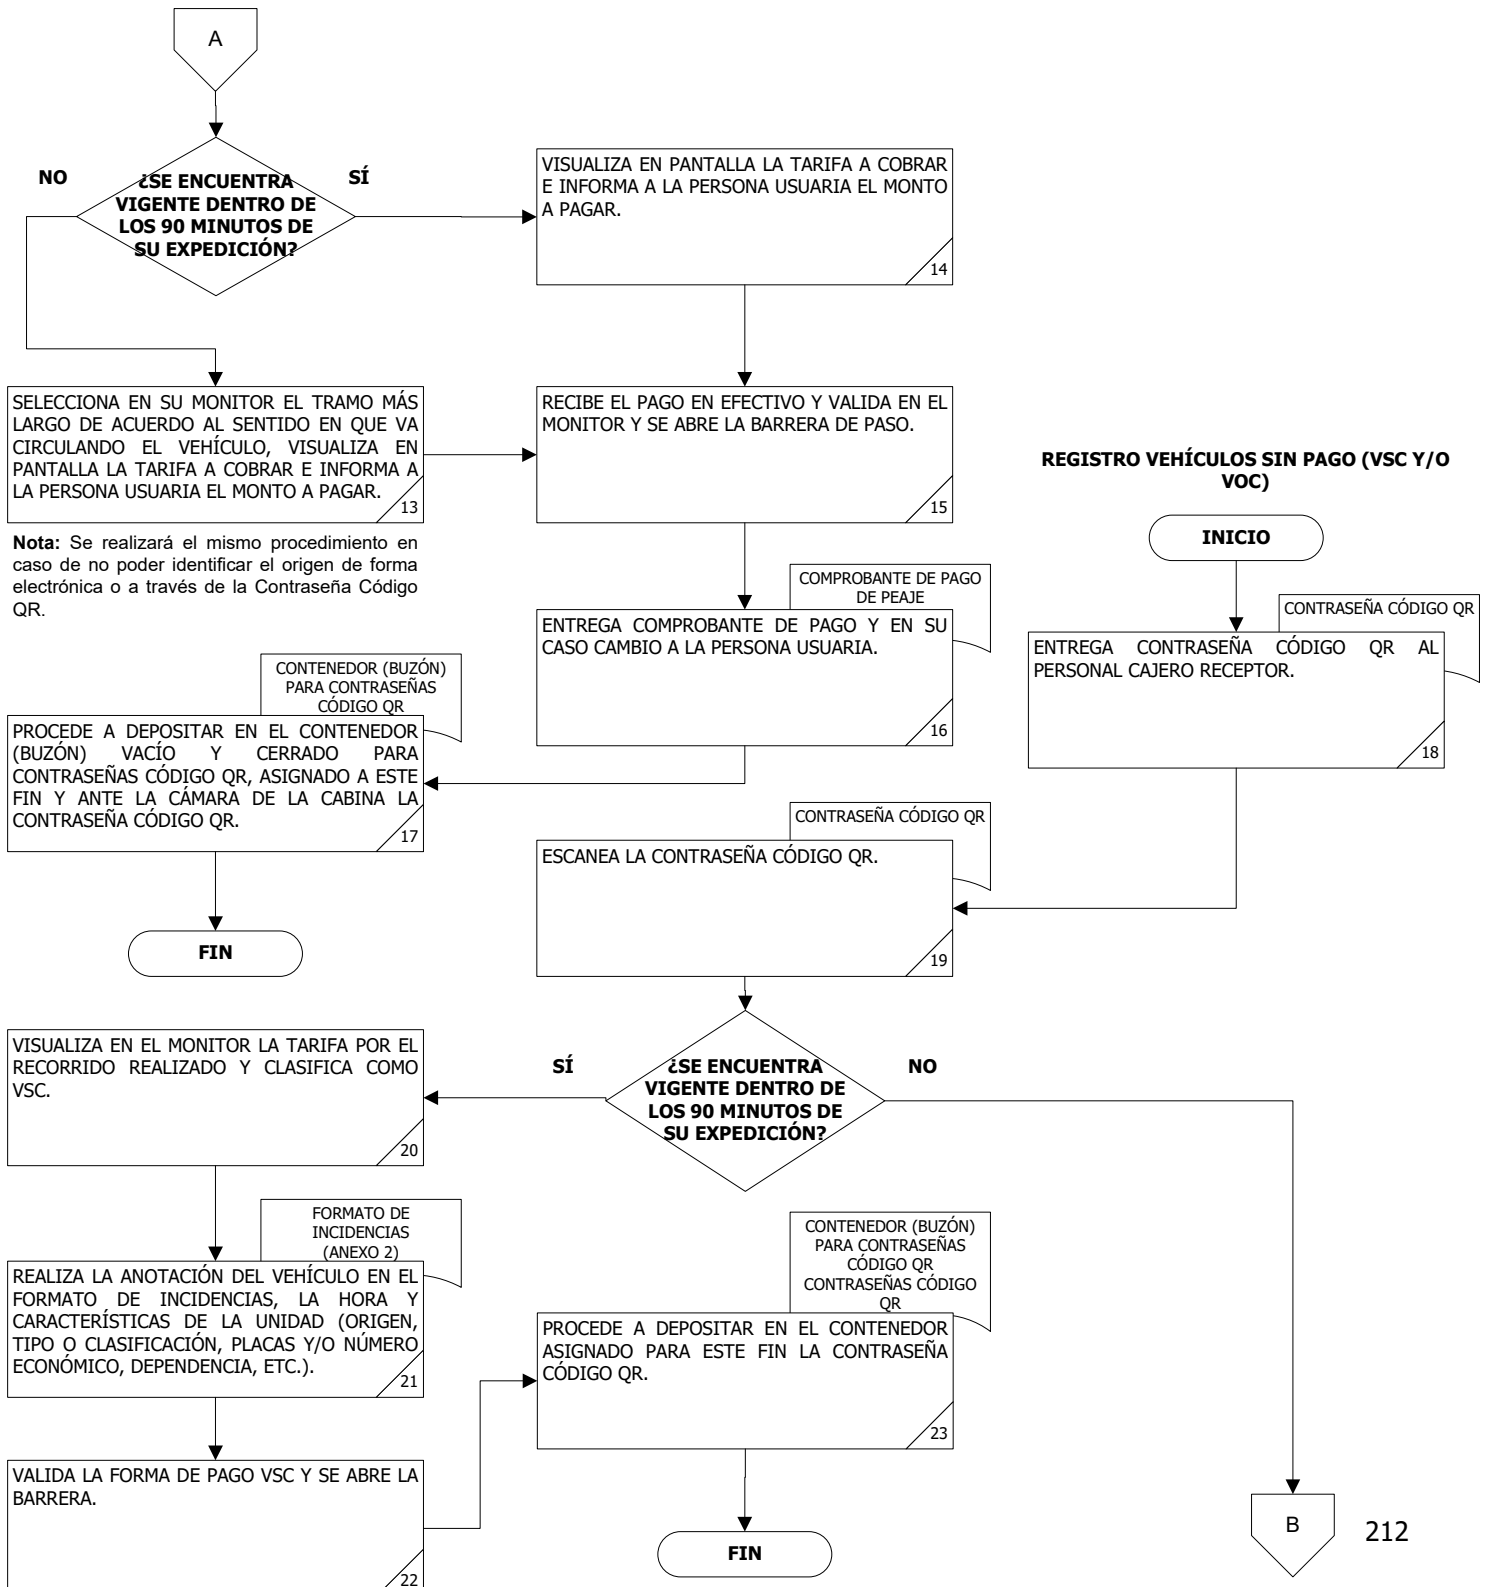 A
NO
SÍ
¿SE ENCUENTRA
VIGENTE DENTRO DE
LOS 90 MINUTOS DE
SU EXPEDICIÓN?
VISUALIZA EN PANTALLA LA TARIFA A COBRAR
E INFORMA A LA PERSONA USUARIA EL MONTO
A PAGAR.
14
SELECCIONA EN SU MONITOR EL TRAMO MÁS
LARGO DE ACUERDO AL SENTIDO EN QUE VA
CIRCULANDO EL VEHÍCULO, VISUALIZA EN
PANTALLA LA TARIFA A COBRAR E INFORMA A
LA PERSONA USUARIA EL MONTO A PAGAR.
13
Nota: Se realizará el mismo procedimiento en
caso de no poder identificar el origen de forma
electrónica o a través de la Contraseña Código
QR.
RECIBE EL PAGO EN EFECTIVO Y VALIDA EN EL
MONITOR Y SE ABRE LA BARRERA DE PASO.
15
COMPROBANTE DE PAGO
DE PEAJE
ENTREGA COMPROBANTE DE PAGO Y EN SU
CASO CAMBIO A LA PERSONA USUARIA.
16
CONTENEDOR (BUZÓN)
PARA CONTRASEÑAS
CÓDIGO QR
PROCEDE A DEPOSITAR EN EL CONTENEDOR
(BUZÓN) VACÍO Y CERRADO PARA
CONTRASEÑAS CÓDIGO QR, ASIGNADO A ESTE
FIN Y ANTE LA CÁMARA DE LA CABINA LA
CONTRASEÑA CÓDIGO QR.
17
FIN
REGISTRO VEHÍCULOS SIN PAGO (VSC Y/O
VOC)
INICIO
CONTRASEÑA CÓDIGO QR
ENTREGA CONTRASEÑA CÓDIGO QR AL
PERSONAL CAJERO RECEPTOR.
18
CONTRASEÑA CÓDIGO QR
ESCANEA LA CONTRASEÑA CÓDIGO QR.
19
SÍ
NO
¿SE ENCUENTRA
VIGENTE DENTRO DE
LOS 90 MINUTOS DE
SU EXPEDICIÓN?
VISUALIZA EN EL MONITOR LA TARIFA POR EL
RECORRIDO REALIZADO Y CLASIFICA COMO
VSC.
20
FORMATO DE
INCIDENCIAS
(ANEXO 2)
REALIZA LA ANOTACIÓN DEL VEHÍCULO EN EL
FORMATO DE INCIDENCIAS, LA HORA Y
CARACTERÍSTICAS DE LA UNIDAD (ORIGEN,
TIPO O CLASIFICACIÓN, PLACAS Y/O NÚMERO
ECONÓMICO, DEPENDENCIA, ETC.).
21
VALIDA LA FORMA DE PAGO VSC Y SE ABRE LA
BARRERA.
22
CONTENEDOR (BUZÓN)
PARA CONTRASEÑAS
CÓDIGO QR
CONTRASEÑAS CÓDIGO
QR
PROCEDE A DEPOSITAR EN EL CONTENEDOR
ASIGNADO PARA ESTE FIN LA CONTRASEÑA
CÓDIGO QR.
23
FIN
B
212